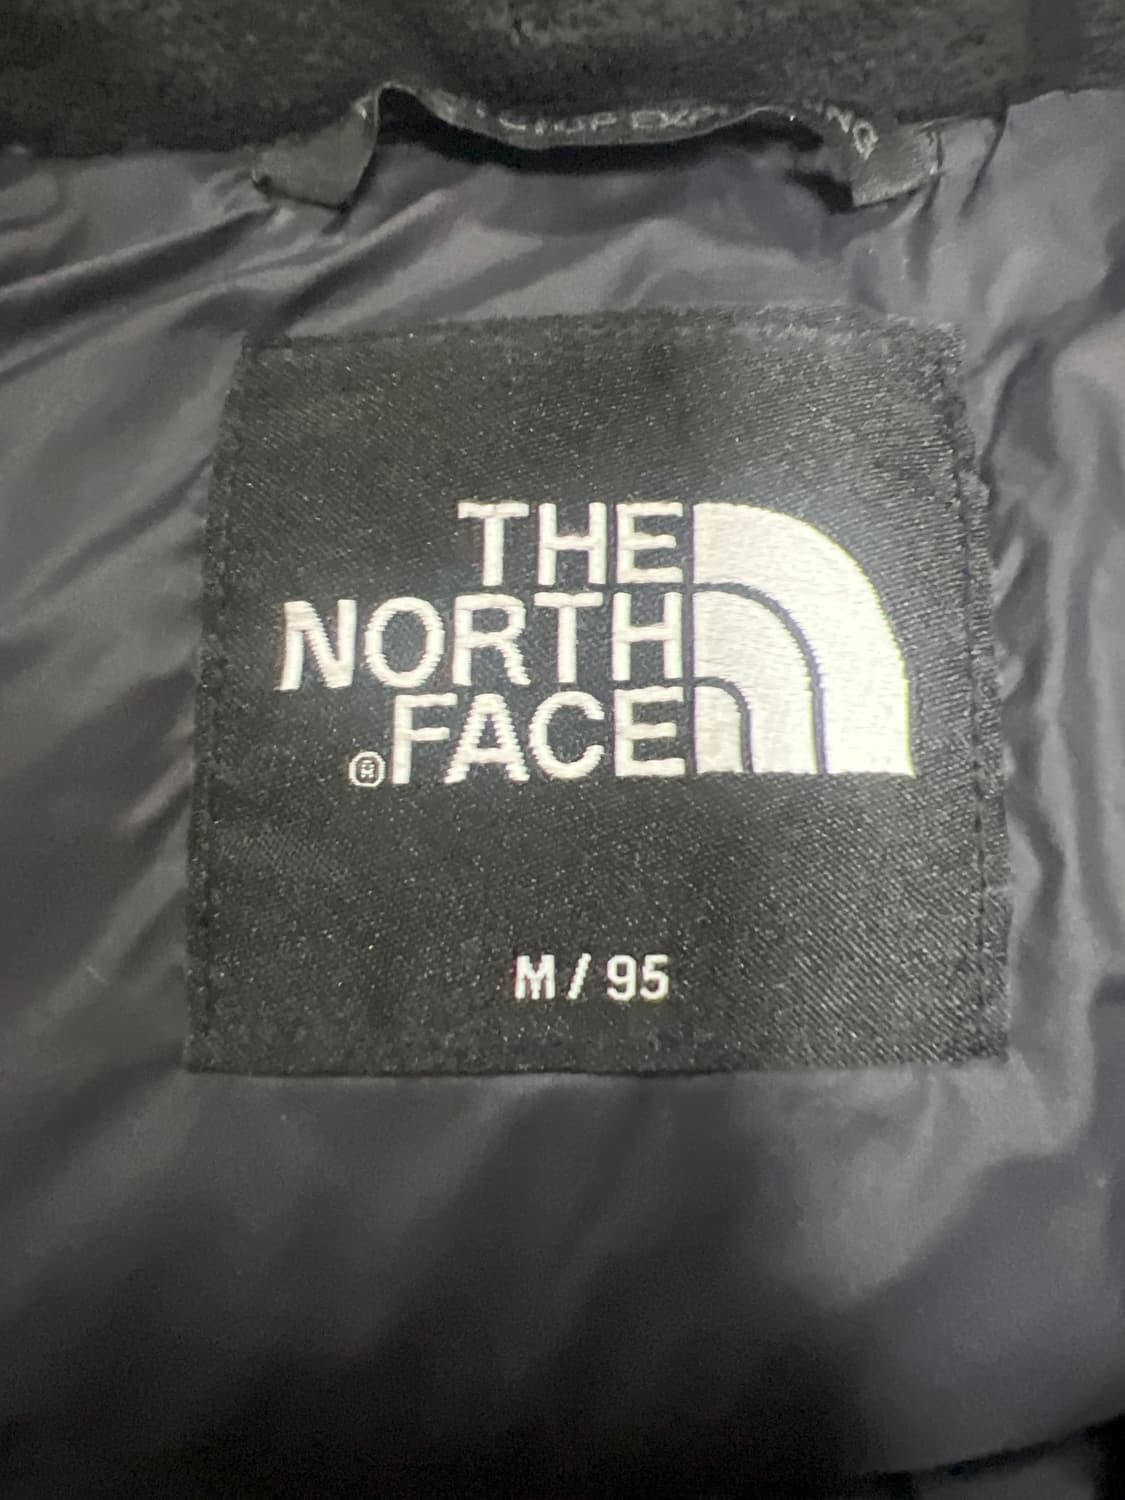 THE
NORTH
FACE
®
M / 95